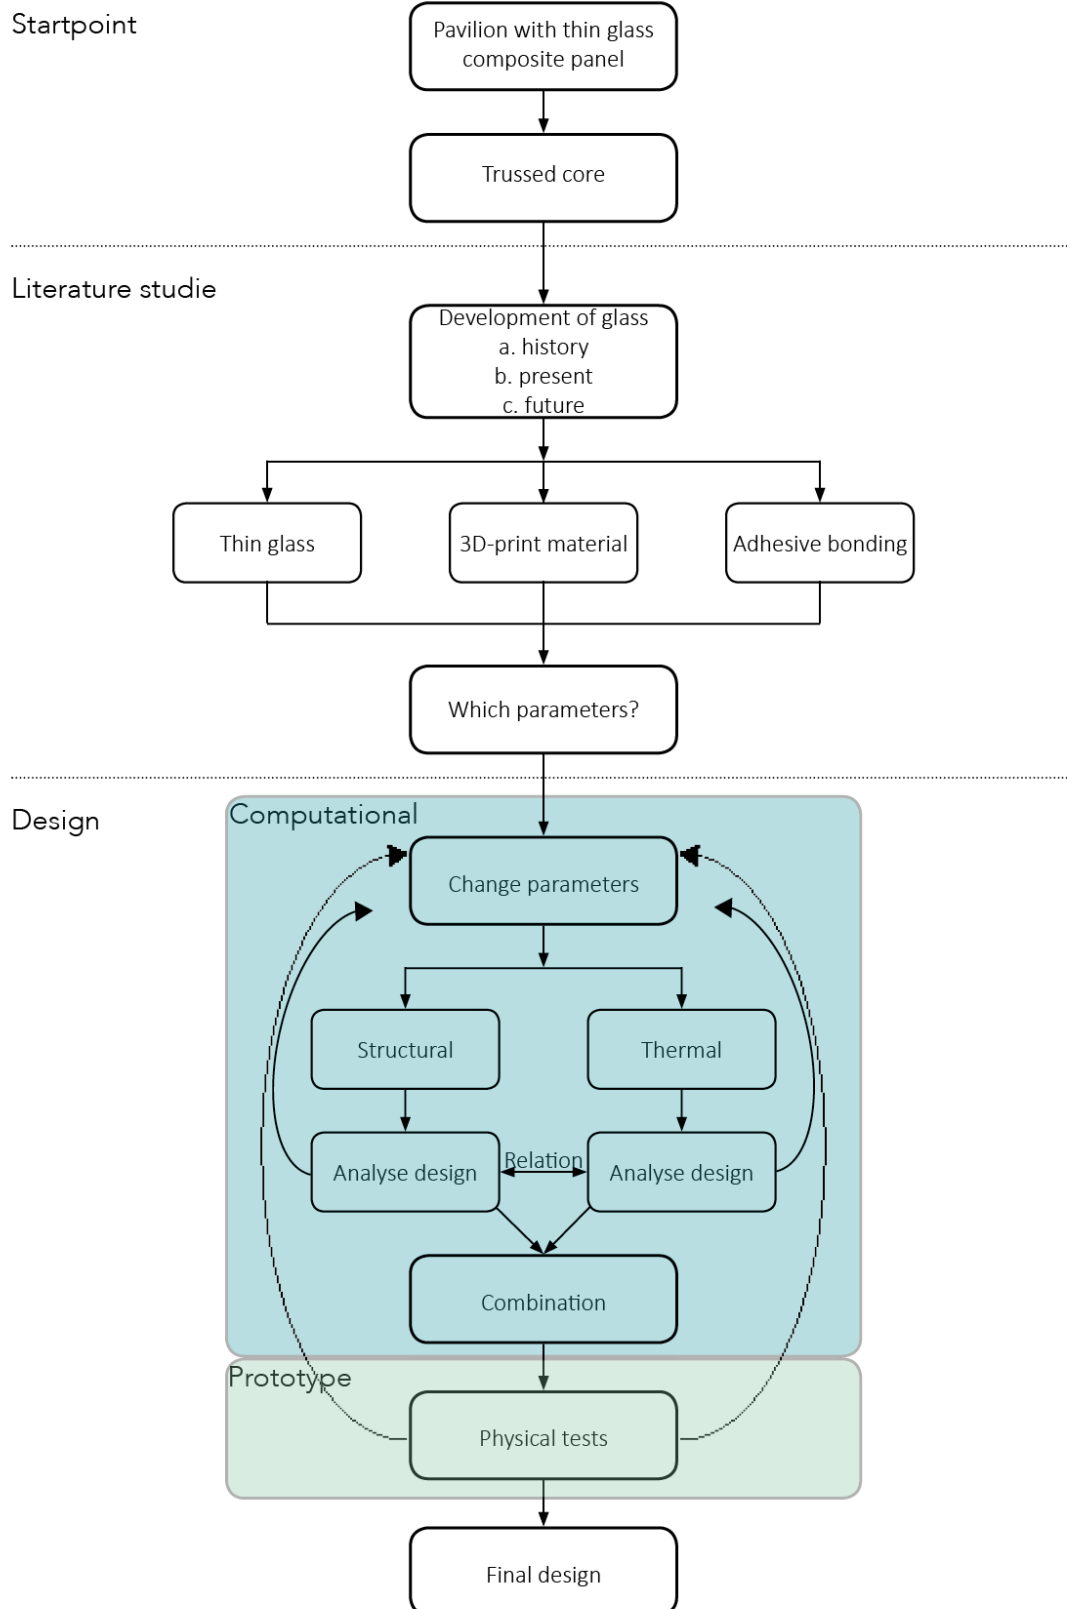 Startpoint
Pavilion with thin glass
composite panel
Trussed core
Literature studie
Development of glass
a. history
b. present
c. future
Thin glass
3D-print material
Adhesive bonding
Which parameters?
Design
Computational
Change parameters
Structural
Thermal
Analyse design
Relation
Analyse design
Combination
Prototype
Physical tests
Final design